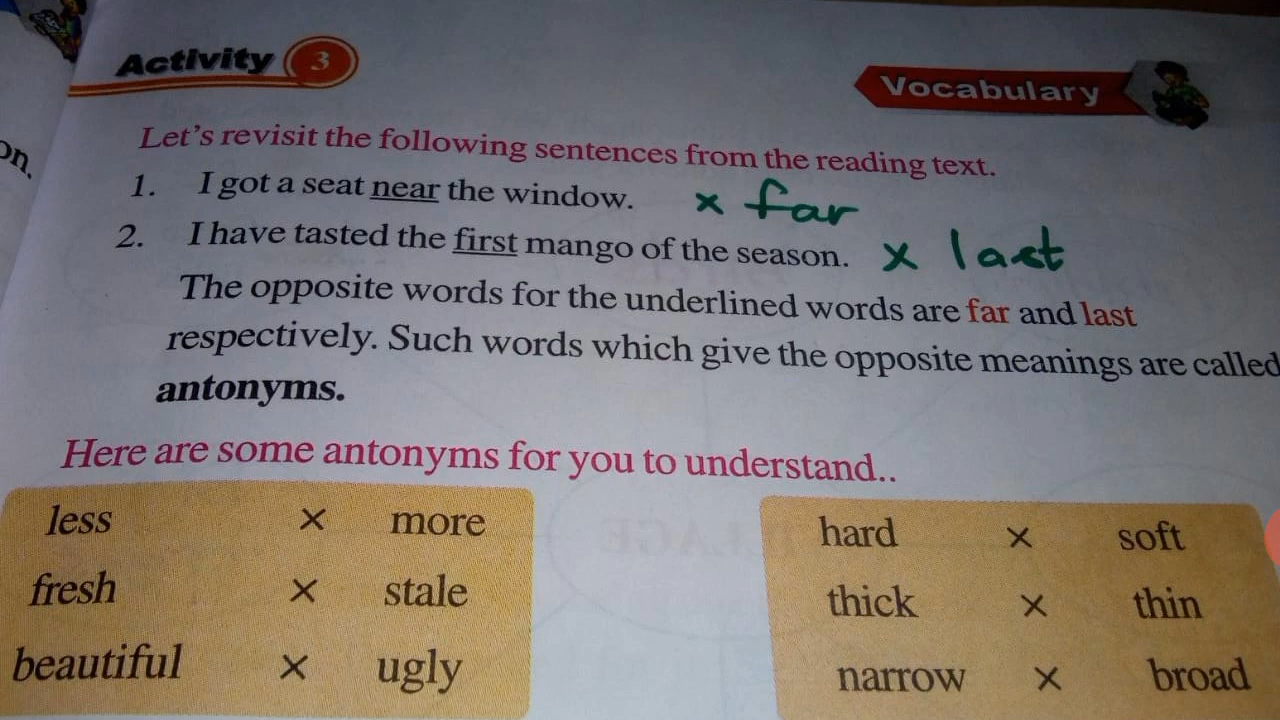 on.
Activity 3
Vocabulary
Let's revisit the following sentences from the reading text.
1. I got a seat near the window. x far
2. I have tasted the first mango of the season. x last
The opposite words for the underlined words are far and last
respectively. Such words which give the opposite meanings are called
antonyms.
Here are some antonyms for you to understand..
less × more
fresh × stale
beautiful × ugly
hard × soft
thick × thin
narrow × broad